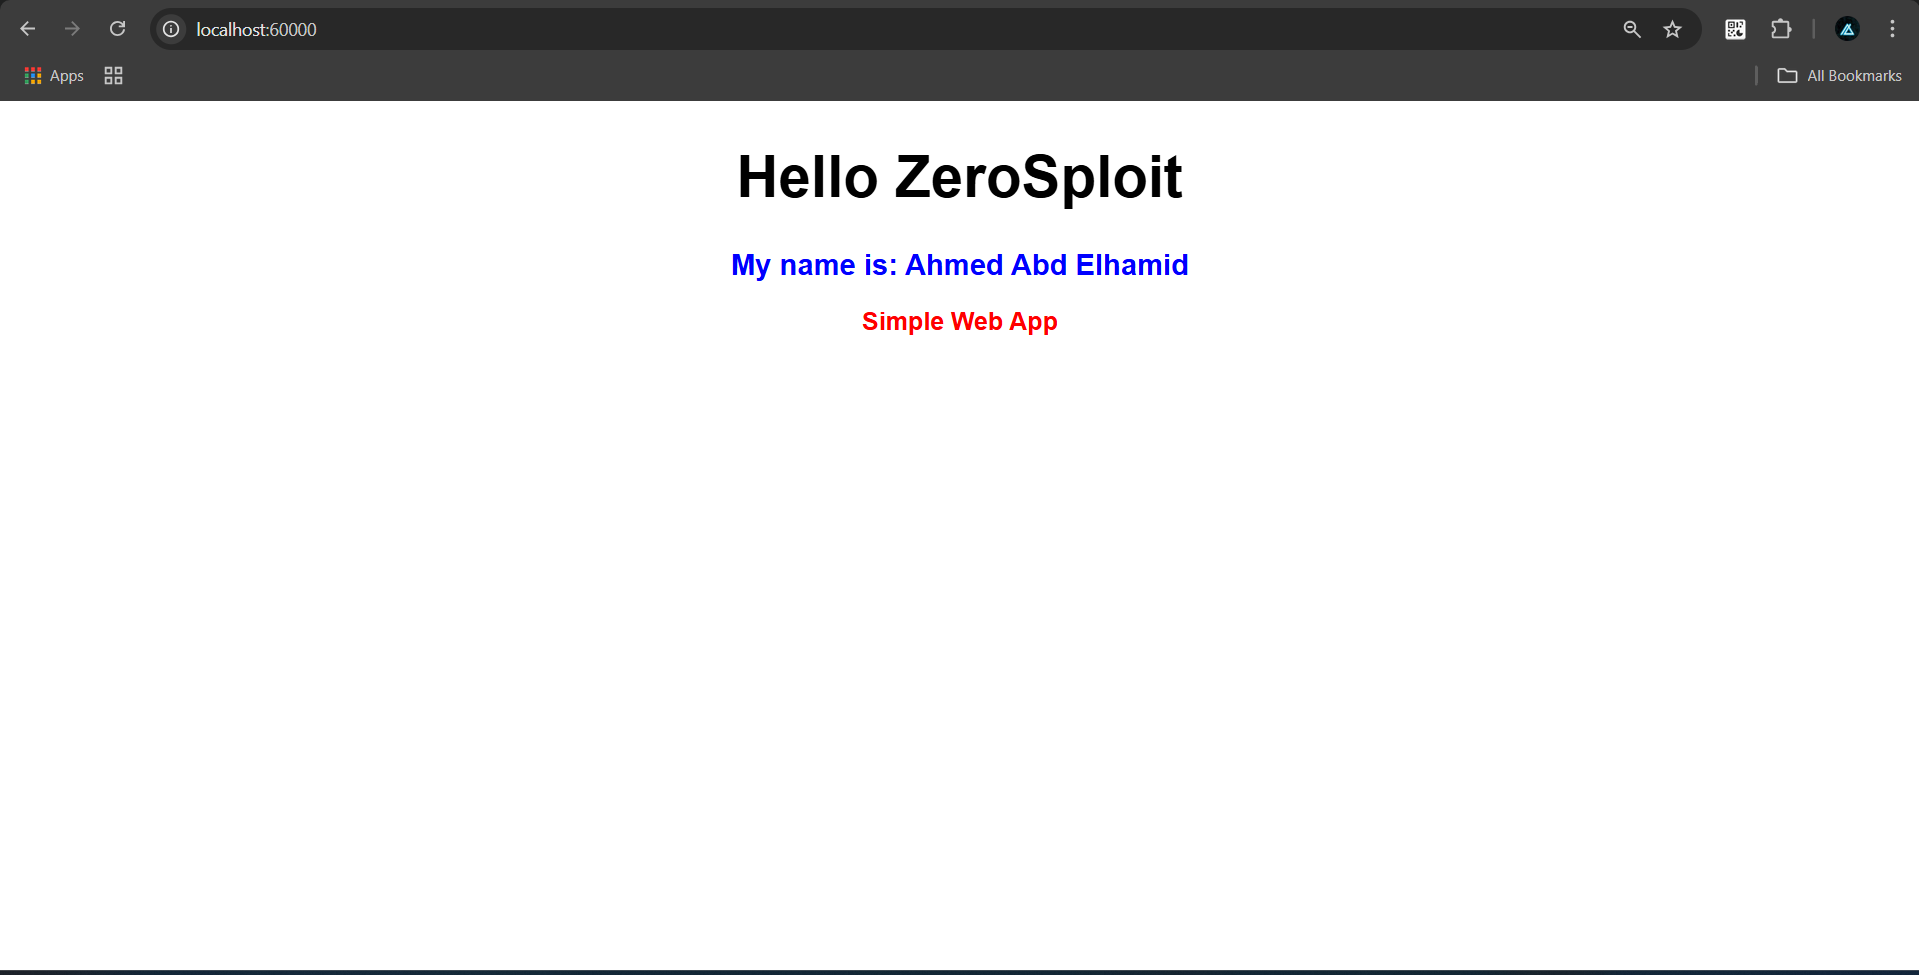 localhost:60000
Apps
All Bookmarks
Hello ZeroSploit
My name is: Ahmed Abd Elhamid
Simple Web App